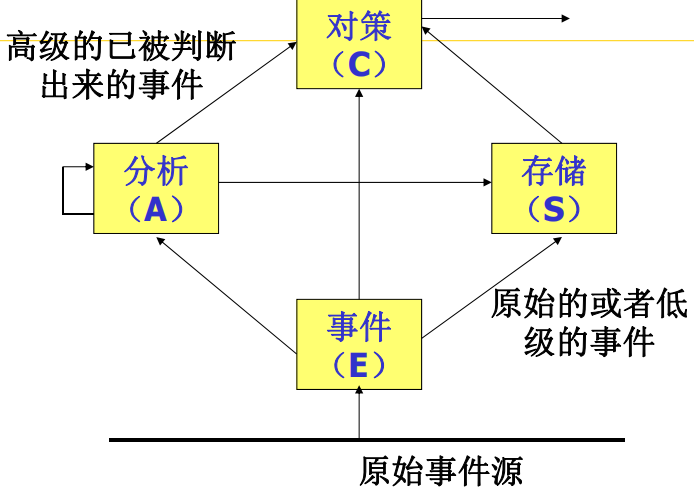 对策
（C）
高级的已被判断
出来的事件
分析
（A）
存储
（S）
原始的或者低
级的事件
事件
（E）
原始事件源